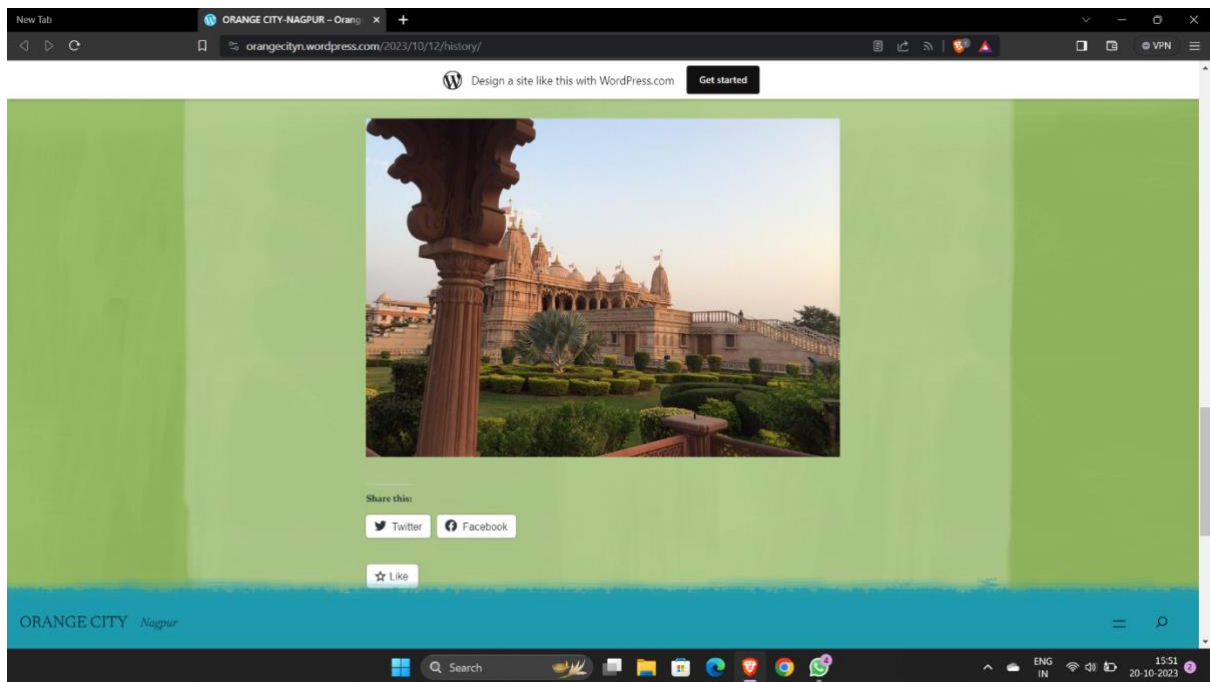 New Tab
ORANGE CITY-NAGPUR – Orang
orangecityn.wordpress.com/2023/10/12/history/
VPN
Design a site like this with WordPress.com
Get started
Share this:
Twitter
Facebook
Like
ORANGE CITY Nagpur
Search
4
ENG
IN
15:51
20-10-2023
2